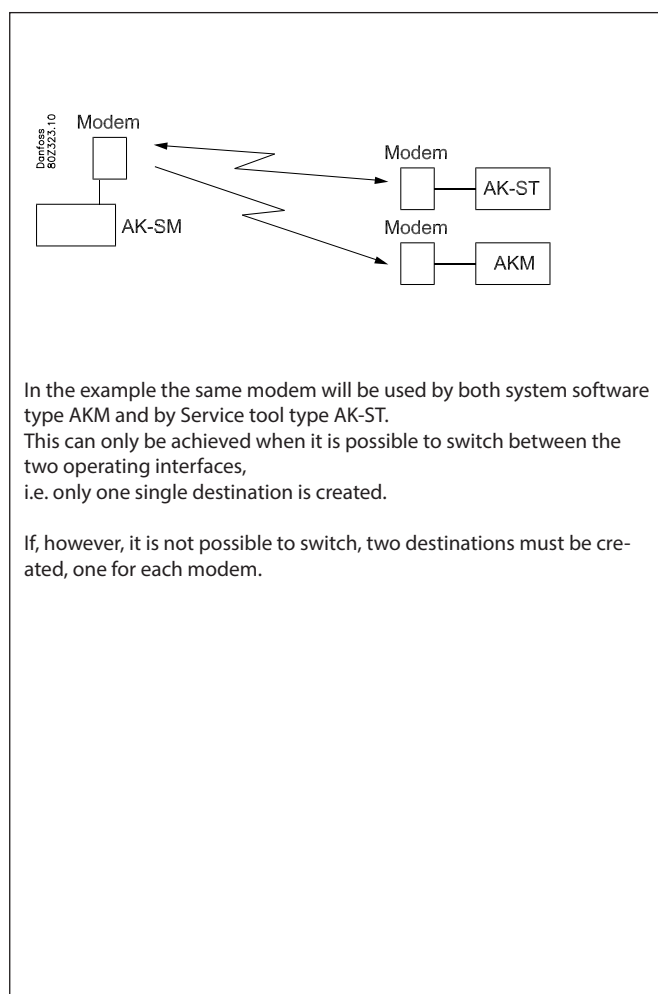 Danfoss
80Z323.10
Modem
AK-SM
Modem
AK-ST
Modem
AKM
In the example the same modem will be used by both system software
type AKM and by Service tool type AK-ST.
This can only be achieved when it is possible to switch between the
two operating interfaces,
i.e. only one single destination is created.
If, however, it is not possible to switch, two destinations must be cre-
ated, one for each modem.